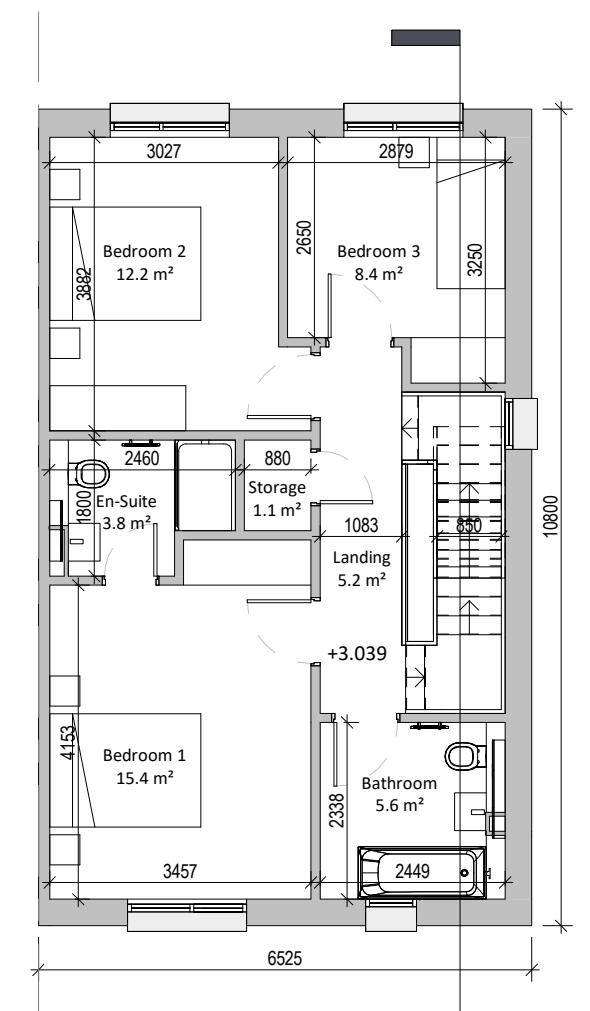 3027
2879
2650
3250
Bedroom 2
12.2 m²
Bedroom 3
8.4 m²
3882
2460
880
Storage
1.1 m²
En-Suite
3.8 m²
1800
1083
850
10800
Landing
5.2 m²
+3.039
4153
Bedroom 1
15.4 m²
Bathroom
5.6 m²
2338
3457
2449
6525